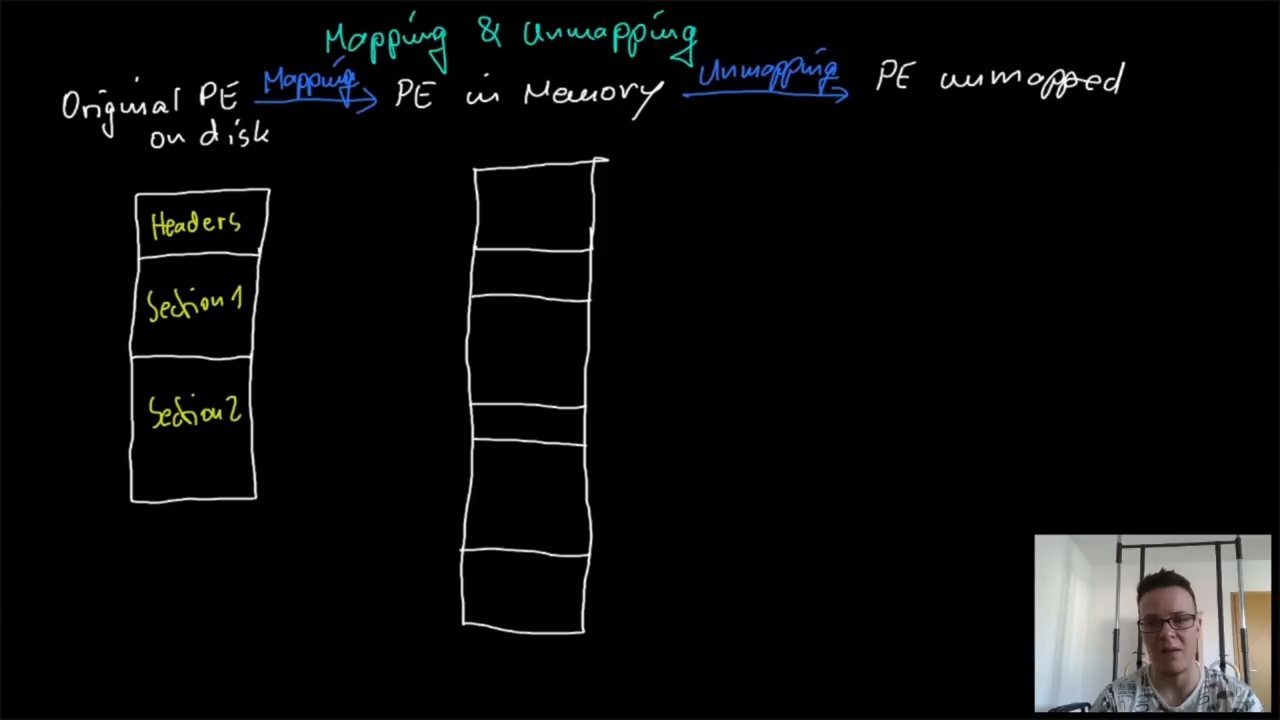 Mapping & Unmapping
Original PE on disk
Mapping
PE in Memory
Unmapping
PE unmapped
Headers
Section 1
Section 2